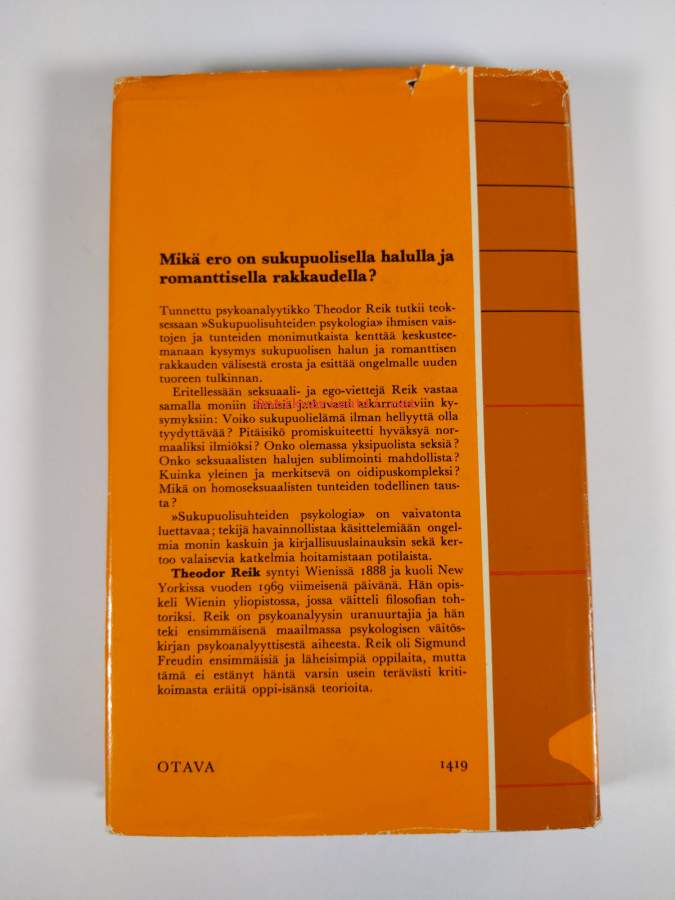 Mikä ero on sukupuolisella halulla ja
romanttisella rakkaudella?
Tunnettu psykoanalyytikko Theodor Reik tutkii teok-
sessaan »Sukupuolisuhteiden psykologia» ihmisen vais-
tojen ja tunteiden monimutkaista kenttää keskustee-
manaan kysymys sukupuolisen halun ja romanttisen
rakkauden välisestä erosta ja esittää ongelmalle uuden
tuoreen tulkinnan.
Eritellessään seksuaali- ja ego-viettejä Reik vastaa
samalla moniin ihmisiä jatkuvasti
symyksiin: Voiko sukupuolielämä ilman hellyyttä olla
tyydyttävää? Pitäisikö promiskuiteetti hyväksyä nor-
maaliksi ilmiöksi? Onko olemassa yksipuolista seksiä?
Onko seksuaalisten halujen sublimointi mahdollista?
Kuinka yleinen ja merkitsevä on oidipuskompleksi?
Mikä on homoseksuaalisten tunteiden todellinen taus-
ta?
»Sukupuolisuhteiden psykologia» on vaivatonta
luettavaa; tekijä havainnollistaa käsittelemiään ongel-
mia monin kaskuin ja kirjallisuuslainauksin sekä ker-
too valaisevia katkelmia hoitamistaan potilaista.
Theodor Reik syntyi Wienissä 1888 ja kuoli New
Yorkissa vuoden 1969 viimeisenä päivänä. Hän opis-
keli Wienin yliopistossa, jossa väitteli filosofian toh-
toriksi. Reik on psykoanalyysin uranuurtajia ja hän
teki ensimmäisenä maailmassa psykologisen väitös-
kirjan psykoanalyyttisestä aiheesta. Reik oli Sigmund
Freudin ensimmäisiä ja läheisimpiä oppilaita, mutta
tämä ei estänyt häntä varsin usein terävästi kriti-
koimasta eräitä oppi-isänsä teorioita.
OTAVA
1419